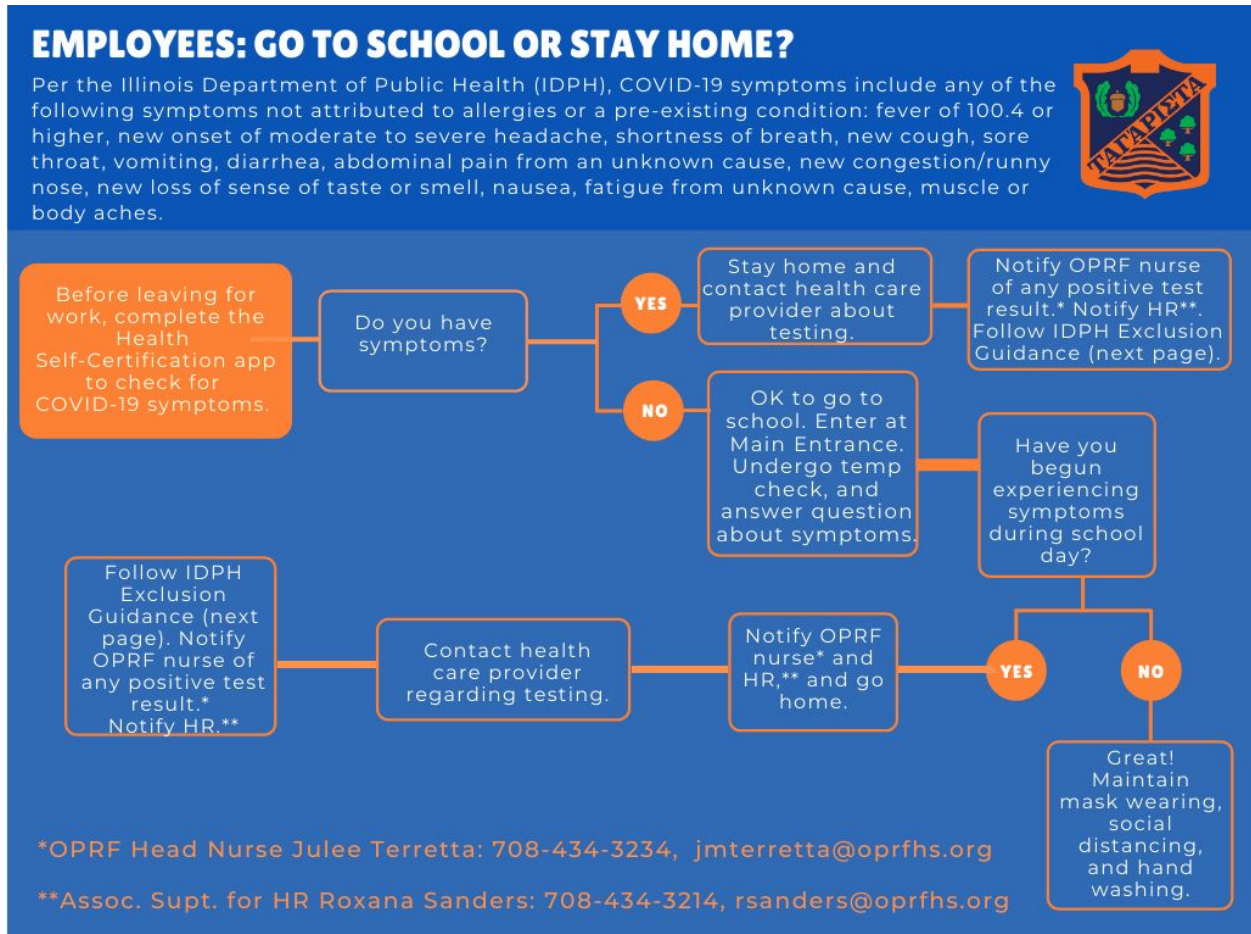 EMPLOYEES: GO TO SCHOOL OR STAY HOME?
Per the Illinois Department of Public Health (IDPH), COVID-19 symptoms include any of the
following symptoms not attributed to allergies or a pre-existing condition: fever of 100.4 or
higher, new onset of moderate to severe headache, shortness of breath, new cough, sore
throat, vomiting, diarrhea, abdominal pain from an unknown cause, new congestion/runny
nose, new loss of sense of taste or smell, nausea, fatigue from unknown cause, muscle or
body aches.
ΤΑΓΑΡΙΣΤΑ
Before leaving for
work, complete the
Health
Self-Certification app
to check for
COVID-19 symptoms.
Do you have
symptoms?
YES
Stay home and
contact health care
provider about
testing.
Notify OPRF nurse
of any positive test
result.* Notify HR**.
Follow IDPH Exclusion
Guidance (next page).
NO
OK to go to
school. Enter at
Main Entrance.
Undergo temp
check, and
answer question
about symptoms.
Have you
begun
experiencing
symptoms
during school
day?
YES
Notify OPRF
nurse* and
HR,** and go
home.
Contact health
care provider
regarding testing.
Follow IDPH
Exclusion
Guidance (next
page). Notify
OPRF nurse of
any positive test
result.*
Notify HR.**
NO
Great!
Maintain
mask wearing,
social
distancing,
and hand
washing.
*OPRF Head Nurse Julee Terretta: 708-434-3234, jmterretta@oprfhs.org
**Assoc. Supt. for HR Roxana Sanders: 708-434-3214, rsanders@oprfhs.org